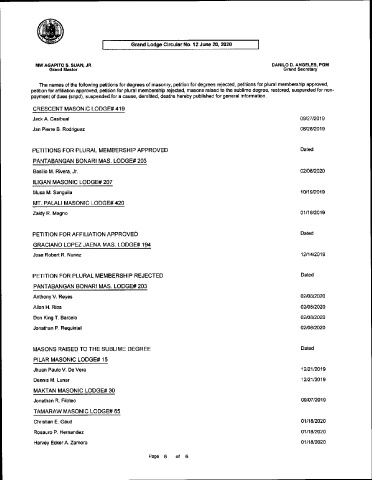 Grand Lodge Circular No. 12 June 20, 2020
MW AGAPITO S. SUAN, JR
Grand Master
DANILO D. ANGELES, PGM
Grand Secretary
The names of the following petitions for degrees of masonry, petition for degrees rejected, petitions for plural membership approved,
petition for affiliation approved, petition for plural membership rejected, masons raised to the sublime degree, restored, suspended for non-
payment of dues (snpd), suspended for a cause, demitted, deaths hereby published for general information.
CRESCENT MASONIC LODGE# 419
Jack A. 09/27/2019
Jan Pierre B. Rodriguez 09/28/2019
PETITIONS FOR PLURAL MEMBERSHIP APPROVED Dated
PANTABANGAN BONARI MAS. LODGE# 203
Basilio M. Rivera, Jr. 02/08/2020
ILIGAN MASONIC LODGE# 207
Musa M. Sanguila 10/19/2019
MT. PALALI MASONIC LODGE# 420
Zaldy R. Magno 01/18/2019
PETITION FOR AFFILIATION APPROVED Dated
GRACIANO LOPEZ JAENA MAS. LODGE# 194
Jose Robert R. Nunez 12/14/2019
PETITION FOR PLURAL MEMBERSHIP REJECTED Dated
PANTABANGAN BONARI MAS. LODGE# 203
Anthony V. Reyes 02/08/2020
Allan H. Rios 02/08/2020
Don King T. Barcelo 02/08/2020
Jonathan P. Requintel 02/08/2020
MASONS RAISED TO THE SUBLIME DEGREE Dated
PILAR MASONIC LODGE# 15
Jhuan Paulo V. De Vera 12/21/2019
Dennis M. Lunar 12/21/2019
MAKTAN MASONIC LODGE# 30
Jonathan R. Filoteo 09/07/2019
TAMARAW MASONIC LODGE# 65
Christian E. Gaud 01/18/2020
Rosauro P. Hernandez 01/18/2020
Harvey Esker A. Zamora 01/18/2020
Page 6 of 6